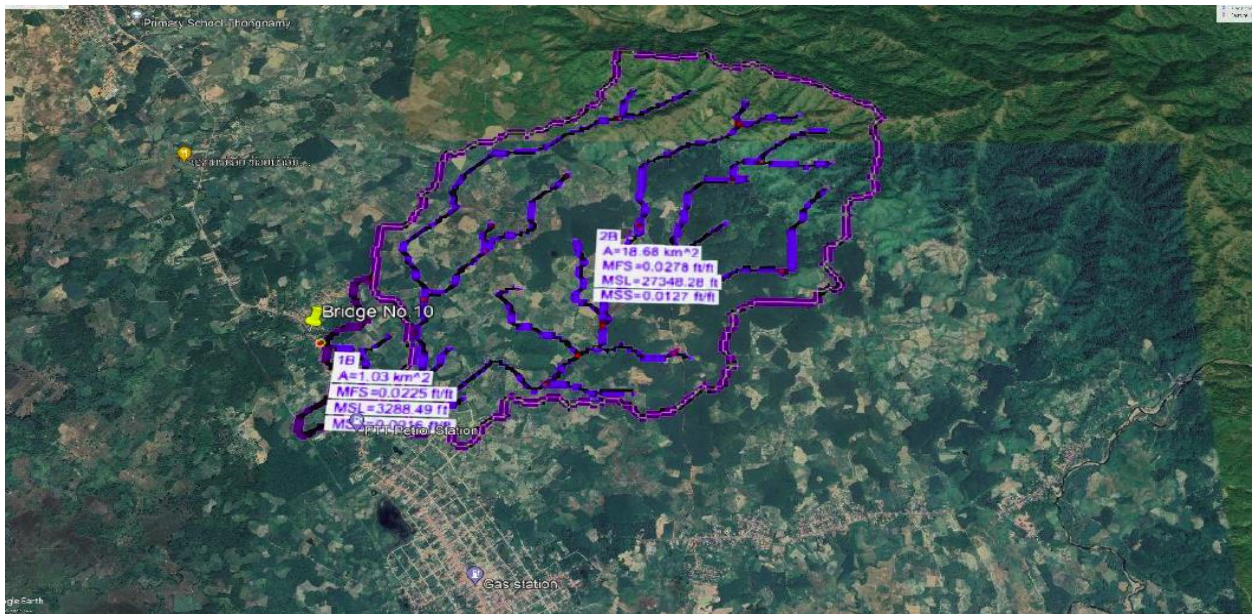 Primary School Thongnamy
2B
A=18.68 km^2
MFS=0.0278 ft/ft
MSL=27348.28 ft
MSS=0.0127 ft/ft
Bridge No 10
1B
A=1.03 km^2
MFS=0.0225 ft/ft
MSL=3288.49 ft
PTT Petrol Station
Gas station
gle Earth